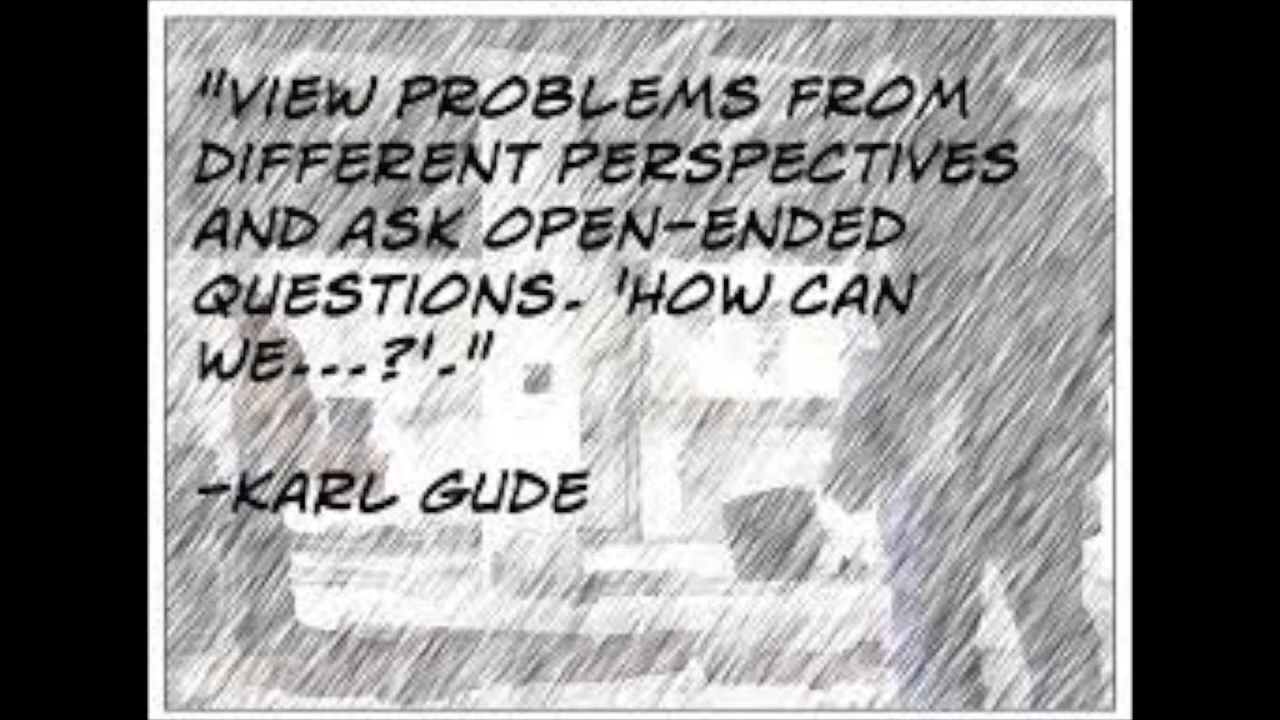 "VIEW PROBLEMS FROM
DIFFERENT PERSPECTIVES
AND ASK OPEN-ENDED
QUESTIONS. 'HOW CAN
WE...?'."
-KARL GUDE